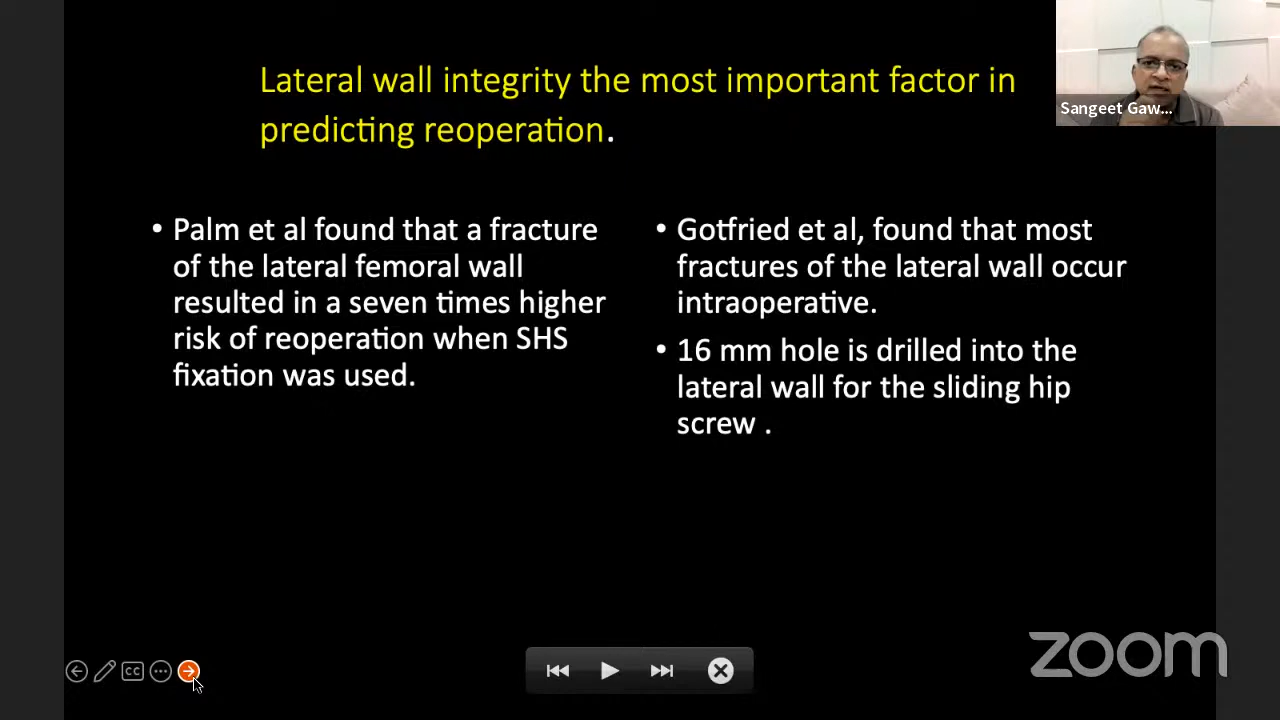 Lateral wall integrity the most important factor in
predicting reoperation.
Sangeet Gaw...
• Palm et al found that a fracture
of the lateral femoral wall
resulted in a seven times higher
risk of reoperation when SHS
fixation was used.
• Gotfried et al, found that most
fractures of the lateral wall occur
intraoperative.
• 16 mm hole is drilled into the
lateral wall for the sliding hip
screw .
CC
zoom